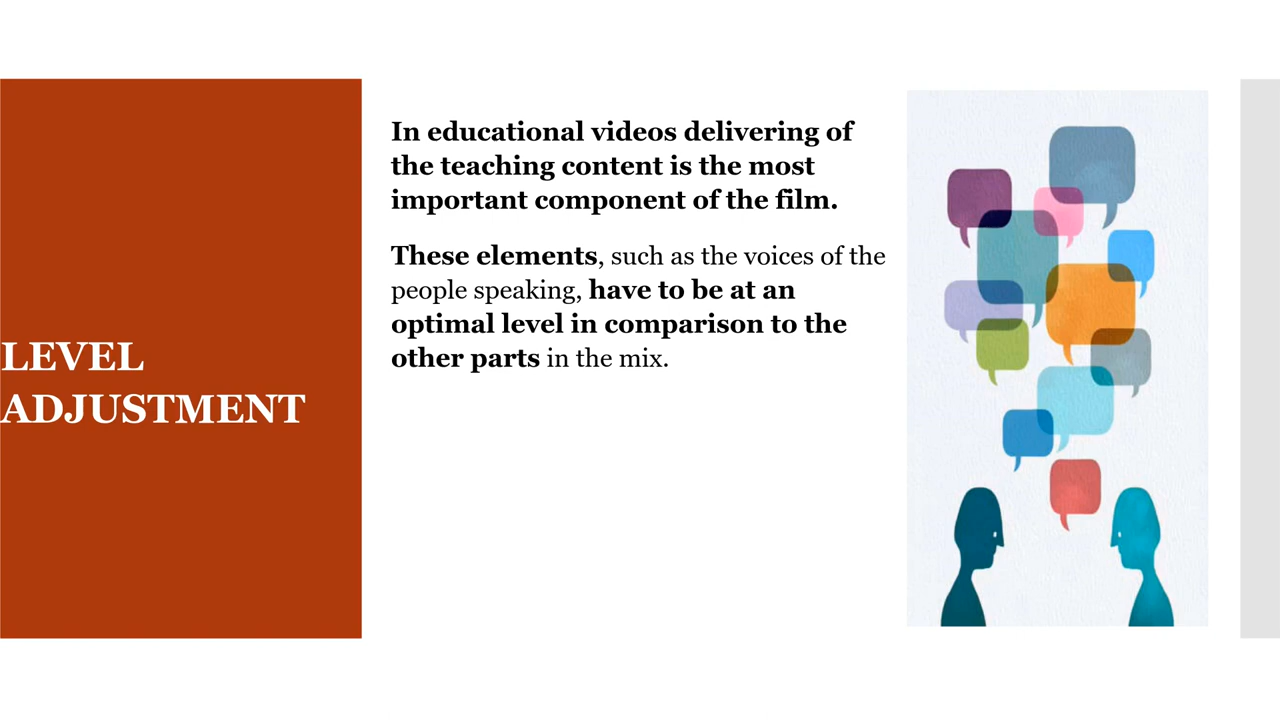 LEVEL
ADJUSTMENT
In educational videos delivering of
the teaching content is the most
important component of the film.
These elements, such as the voices of the
people speaking, have to be at an
optimal level in comparison to the
other parts in the mix.